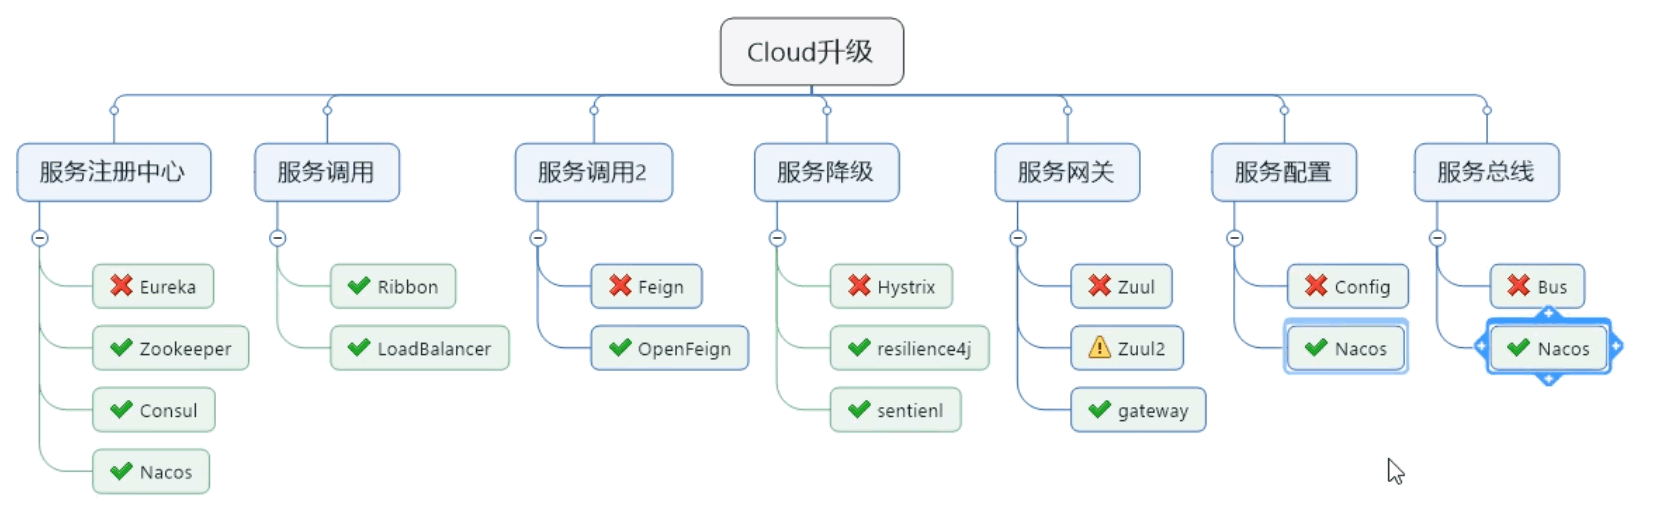 Cloud升级
服务注册中心
服务调用
服务调用2
服务降级
服务网关
服务配置
服务总线
Eureka
Zookeeper
Consul
Nacos
Ribbon
LoadBalancer
Feign
OpenFeign
Hystrix
resilience4j
sentienl
Zuul
Zuul2
gateway
Config
Nacos
Bus
Nacos